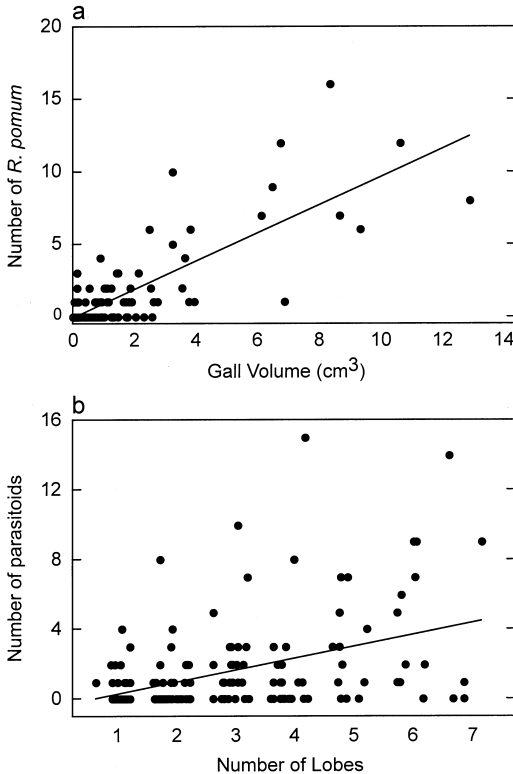 a
20
15
10
5
0
Number of R. pomum
0 2 4 6 8 10 12 14
Gall Volume (cm3)
b
16
12
8
4
0
Number of parasitoids
1 2 3 4 5 6 7
Number of Lobes